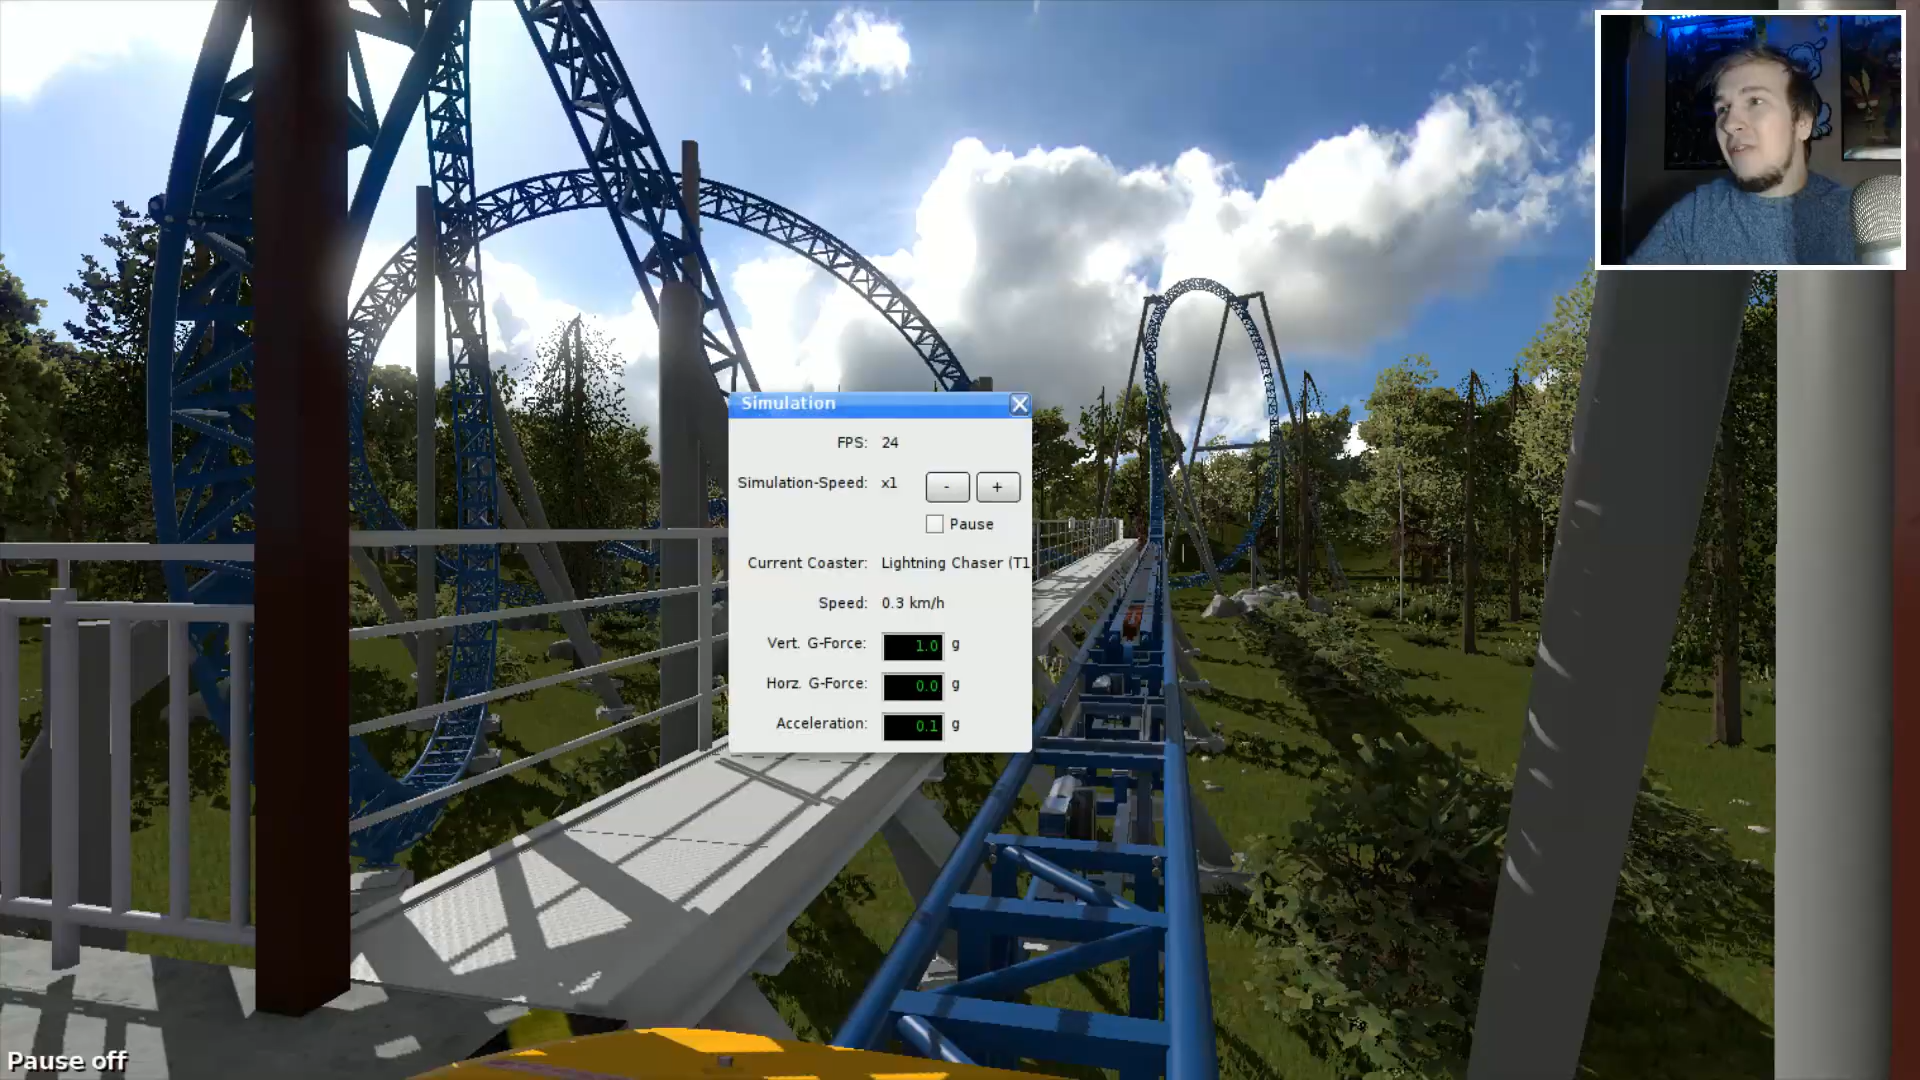 Simulation
FPS: 24
Simulation-Speed: x1 - +
Pause
Current Coaster: Lightning Chaser (T1
Speed: 0.3 km/h
Vert. G-Force: 1.0 g
Horz. G-Force: 0.0 g
Acceleration: 0.1 g
Pause off